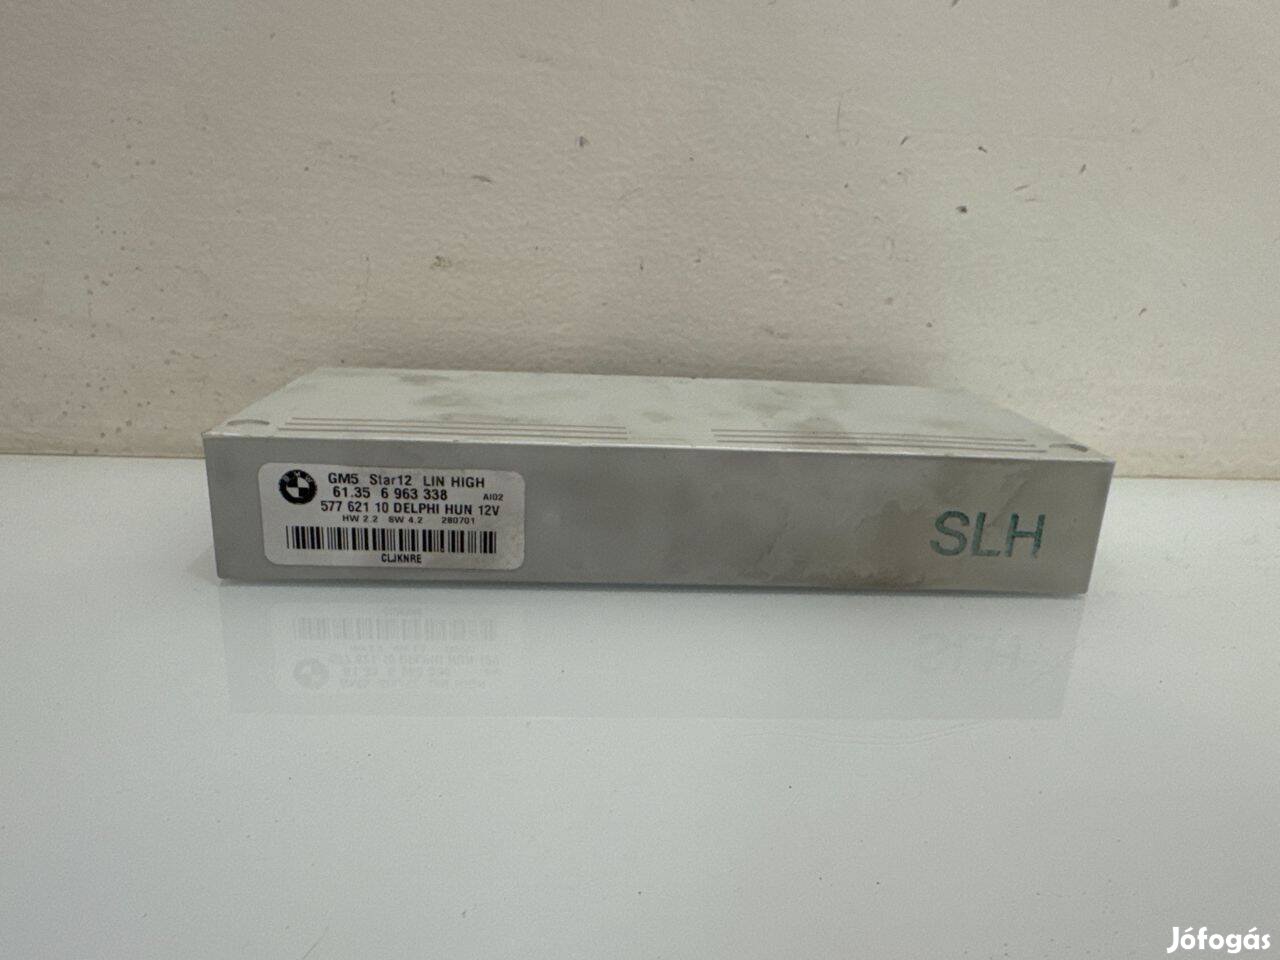 GM5 Star12 LIN HIGH
61.35 6 963 338 AI02
577 621 10 DELPHI HUN 12V
HW 2.2 SW 4.2 280701
CLJKNRE
SLH
Jófogás